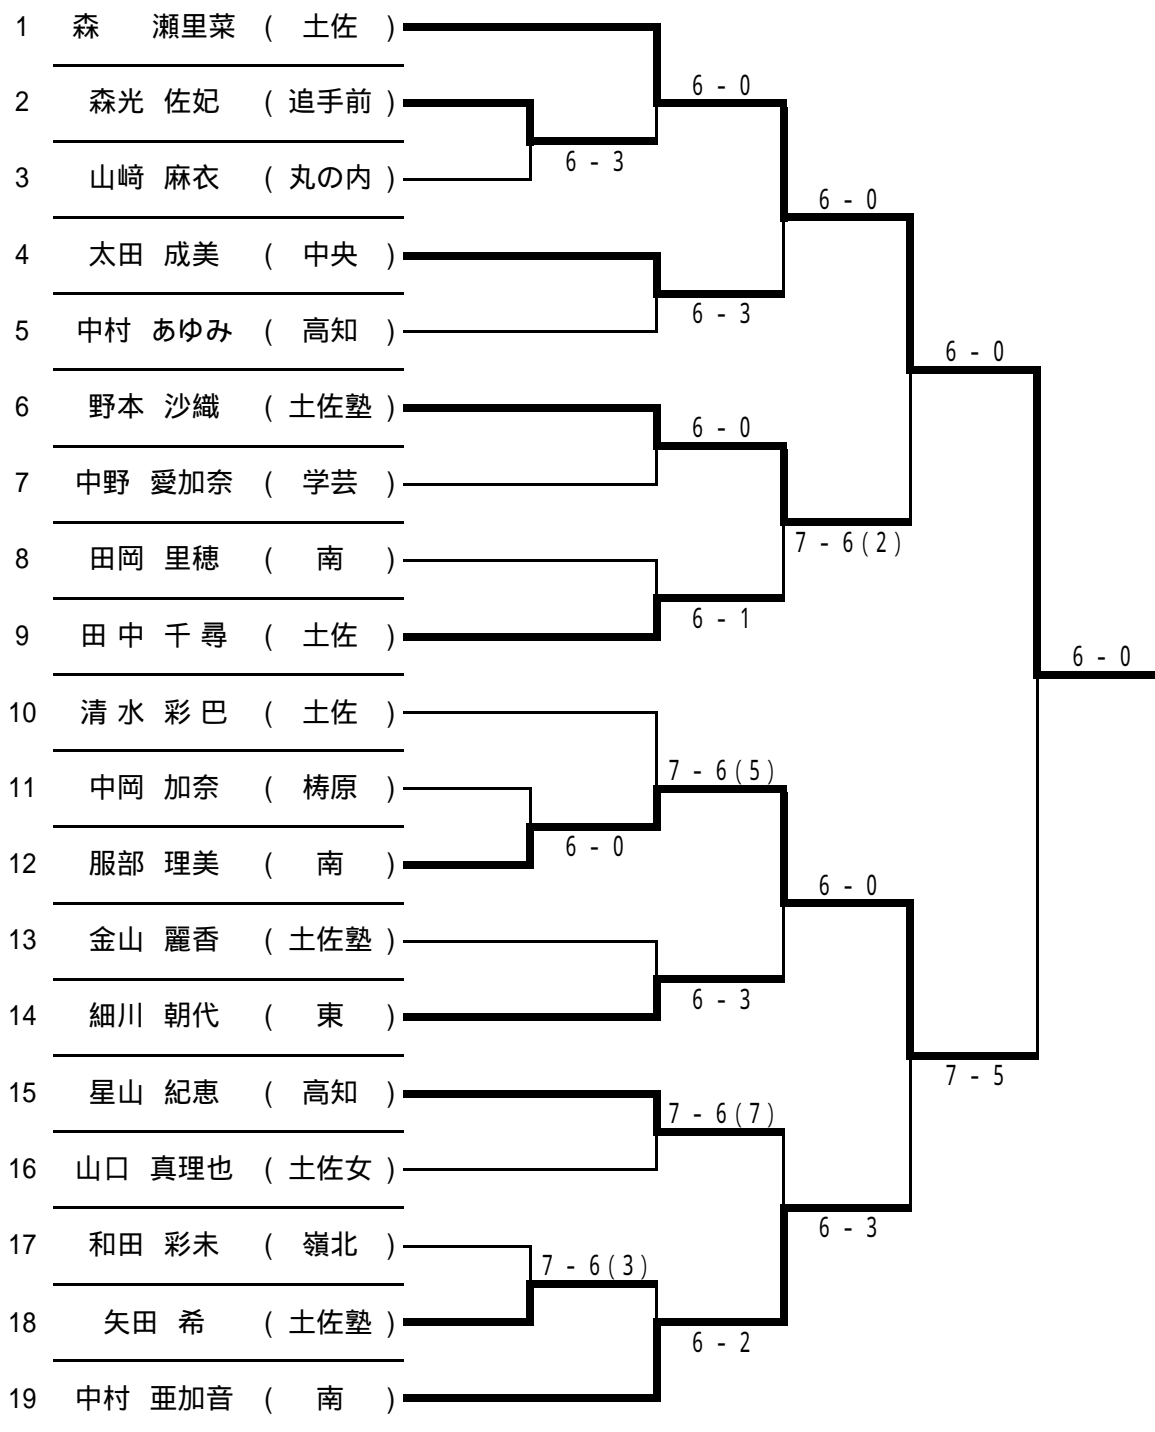 1 森 瀬里菜 ( 土佐 )
6 - 0
2 森光 佐妃 ( 追手前 )
6 - 3
3 山﨑 麻衣 ( 丸の内 )
6 - 0
4 太田 成美 ( 中央 )
6 - 3
5 中村 あゆみ ( 高知 )
6 - 0
6 野本 沙織 ( 土佐塾 )
6 - 0
7 中野 愛加奈 ( 学芸 )
7 - 6 ( 2 )
8 田岡 里穂 ( 南 )
6 - 1
9 田中 千尋 ( 土佐 )
6 - 0
10 清水 彩巴 ( 土佐 )
7 - 6 ( 5 )
11 中岡 加奈 ( 梼原 )
6 - 0
12 服部 理美 ( 南 )
6 - 0
13 金山 麗香 ( 土佐塾 )
6 - 3
14 細川 朝代 ( 東 )
7 - 5
15 星山 紀恵 ( 高知 )
7 - 6 ( 7 )
16 山口 真理也 ( 土佐女 )
6 - 3
17 和田 彩未 ( 嶺北 )
7 - 6 ( 3 )
18 矢田 希 ( 土佐塾 )
6 - 2
19 中村 亜加音 ( 南 )